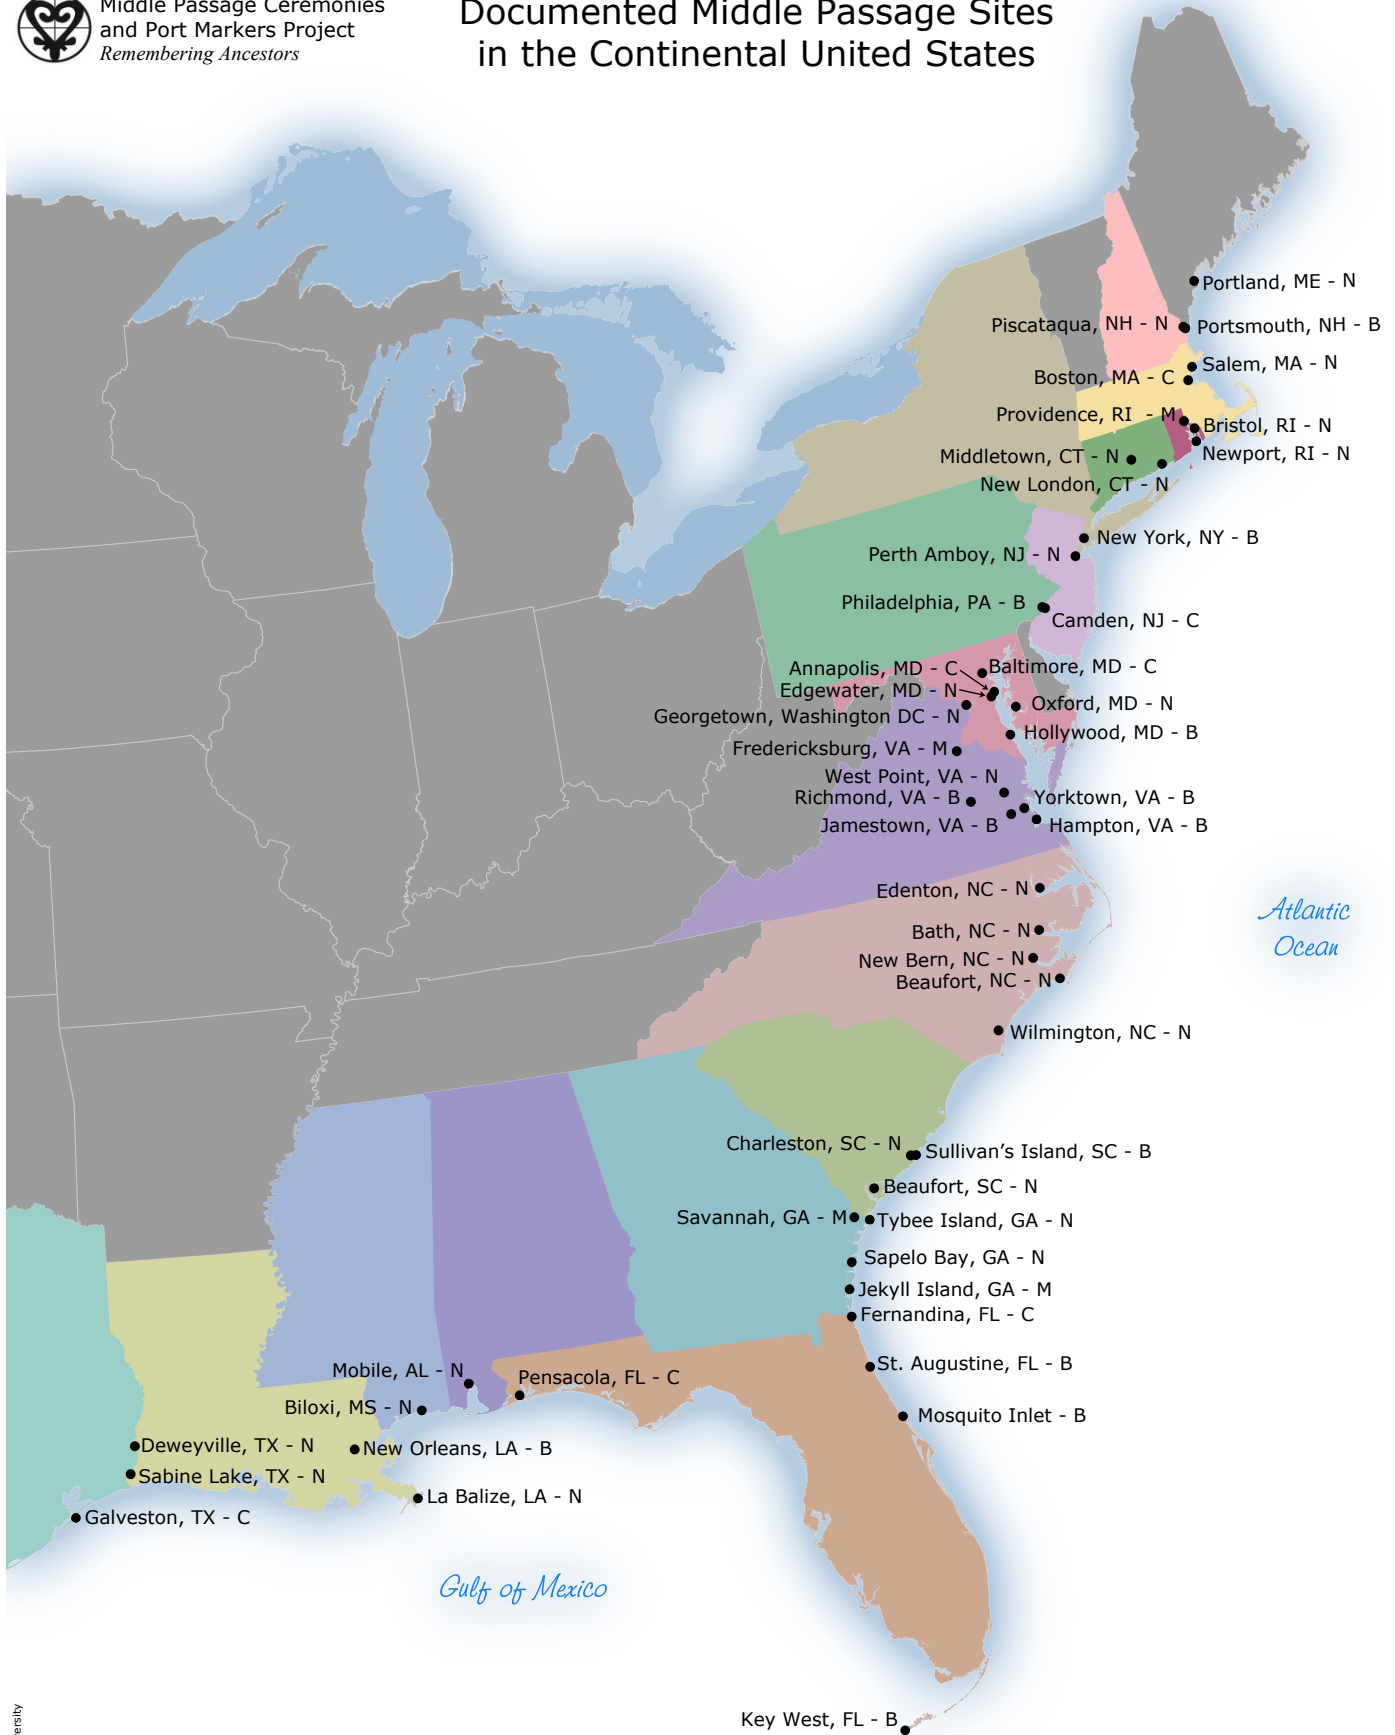 Middle Passage Ceremonies
and Port Markers Project
Remembering Ancestors
Documented Middle Passage Sites
in the Continental United States
Portland, ME - N
Piscataqua, NH - N
Portsmouth, NH - B
Salem, MA - N
Boston, MA - C
Providence, RI - M
Bristol, RI - N
Newport, RI - N
Middletown, CT - N
New London, CT - N
New York, NY - B
Perth Amboy, NJ - N
Philadelphia, PA - B
Camden, NJ - C
Annapolis, MD - C
Baltimore, MD - C
Edgewater, MD - N
Oxford, MD - N
Georgetown, Washington DC - N
Hollywood, MD - B
Fredericksburg, VA - M
West Point, VA - N
Richmond, VA - B
Yorktown, VA - B
Jamestown, VA - B
Hampton, VA - B
Edenton, NC - N
Atlantic
Ocean
Bath, NC - N
New Bern, NC - N
Beaufort, NC - N
Wilmington, NC - N
Charleston, SC - N
Sullivan's Island, SC - B
Beaufort, SC - N
Savannah, GA - M
Tybee Island, GA - N
Sapelo Bay, GA - N
Jekyll Island, GA - M
Fernandina, FL - C
St. Augustine, FL - B
Mobile, AL - N
Pensacola, FL - C
Biloxi, MS - N
Mosquito Inlet - B
Deweyville, TX - N
New Orleans, LA - B
Sabine Lake, TX - N
La Balize, LA - N
Galveston, TX - C
Gulf of Mexico
Key West, FL - B